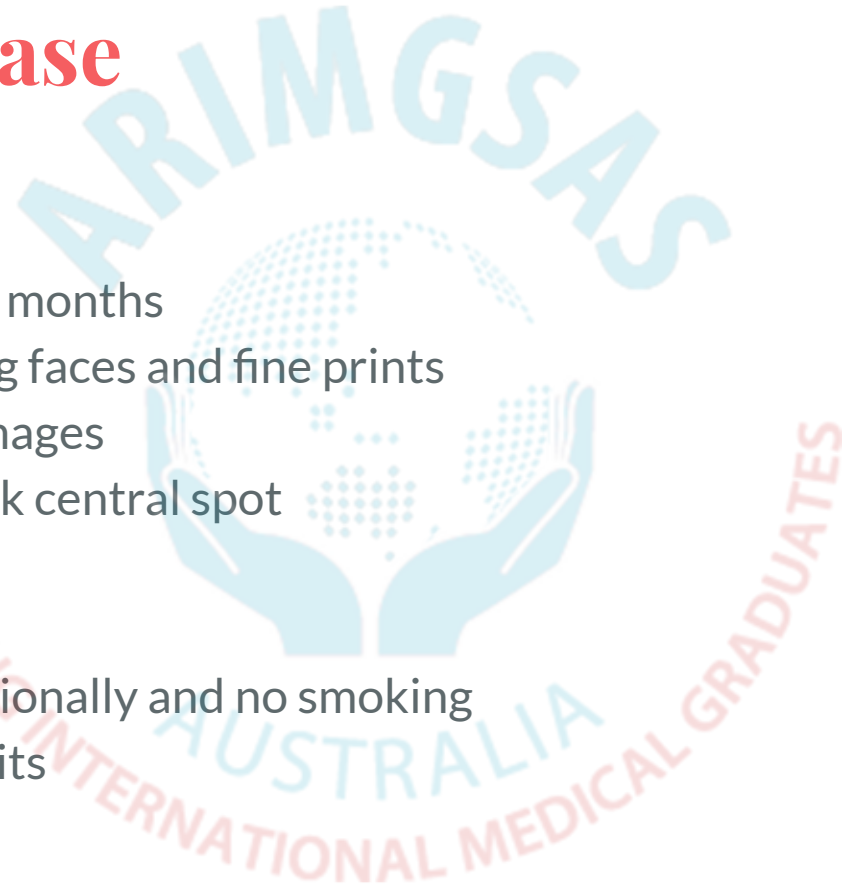 ase
months
g faces and fine prints
nages
k central spot
ionally and no smoking
its
ARIMGSAS
AUSTRALIA
INTERNATIONAL MEDICAL GRADUATES